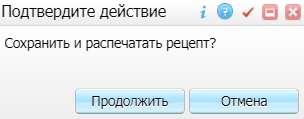 Подтвердите действие
Сохранить и распечатать рецепт?
Продолжить Отмена